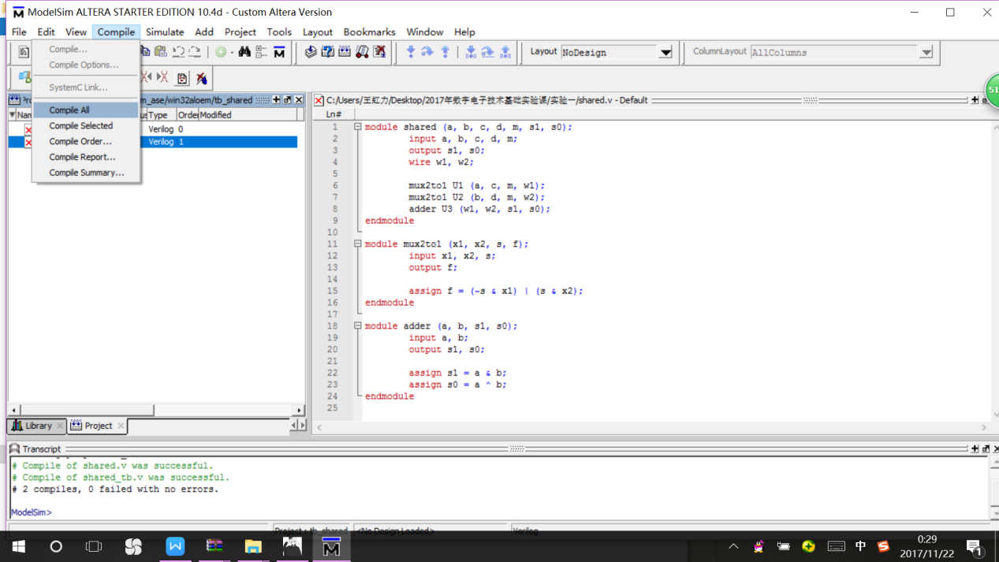 ModelSim ALTERA STARTER EDITION 10.4d - Custom Altera Version
File Edit View Compile Simulate Add Project Tools Layout Bookmarks Window Help
Compile...
Compile Options...
SystemC Link...
Compile All
Compile Selected
Compile Order...
Compile Report...
Compile Summary...
Layout NoDesign
ColumnLayout AllColumns
51
m_ase/win32aloem/tb_shared
Type Order Modified
Verilog 0
Verilog 1
Library
Project
C:/Users/王虹力/Desktop/2017年数字电子技术基础实验课/实验一/shared.v - Default
Ln#
1 module shared (a, b, c, d, m, s1, s0);
2 input a, b, c, d, m;
3 output s1, s0;
4 wire w1, w2;
5
6 mux2to1 U1 (a, c, m, w1);
7 mux2to1 U2 (b, d, m, w2);
8 adder U3 (w1, w2, s1, s0);
9 endmodule
10
11 module mux2to1 (x1, x2, s, f);
12 input x1, x2, s;
13 output f;
14
15 assign f = (~s & x1) | (s & x2);
16 endmodule
17
18 module adder (a, b, s1, s0);
19 input a, b;
20 output s1, s0;
21
22 assign s1 = a & b;
23 assign s0 = a ^ b;
24 endmodule
25
Transcript
# Compile of shared.v was successful.
# Compile of shared_tb.v was successful.
# 2 compiles, 0 failed with no errors.
ModelSim>
Project : tb_shared <No Design Loaded> Verilog
中
0:29
2017/11/22
1